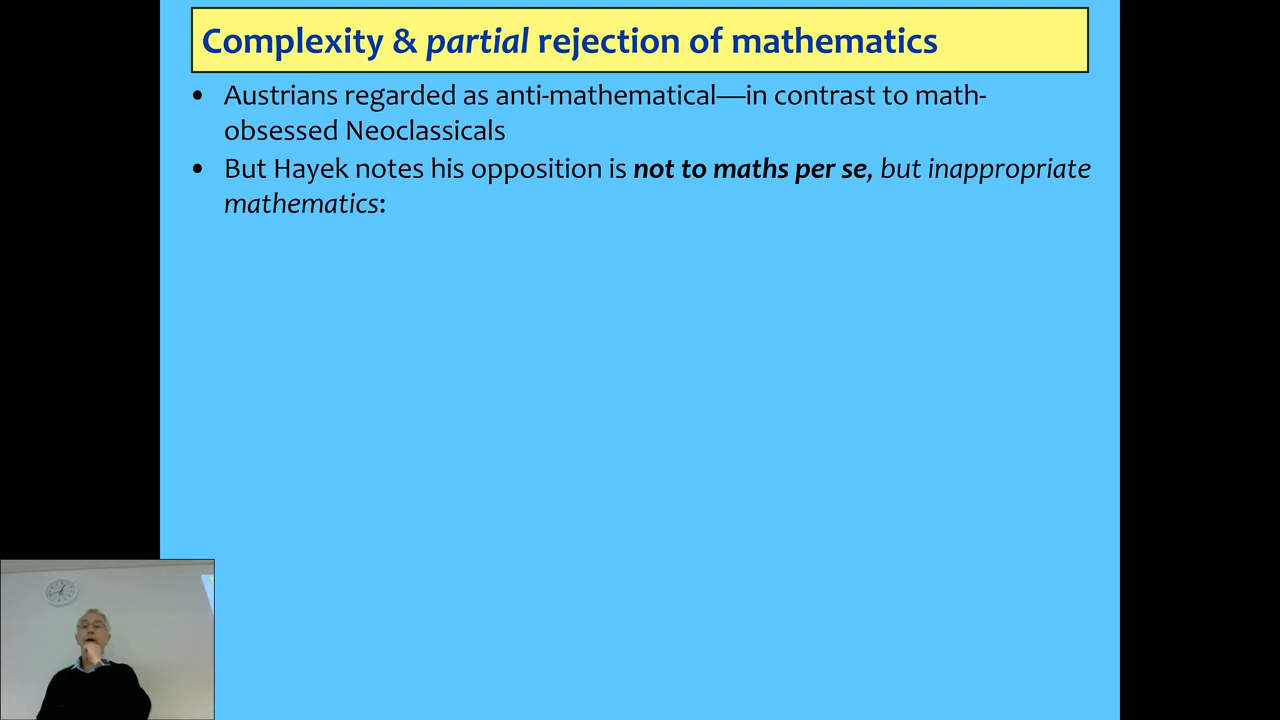 Complexity & partial rejection of mathematics
• Austrians regarded as anti-mathematical—in contrast to math-
obsessed Neoclassicals
• But Hayek notes his opposition is not to maths per se, but inappropriate
mathematics: